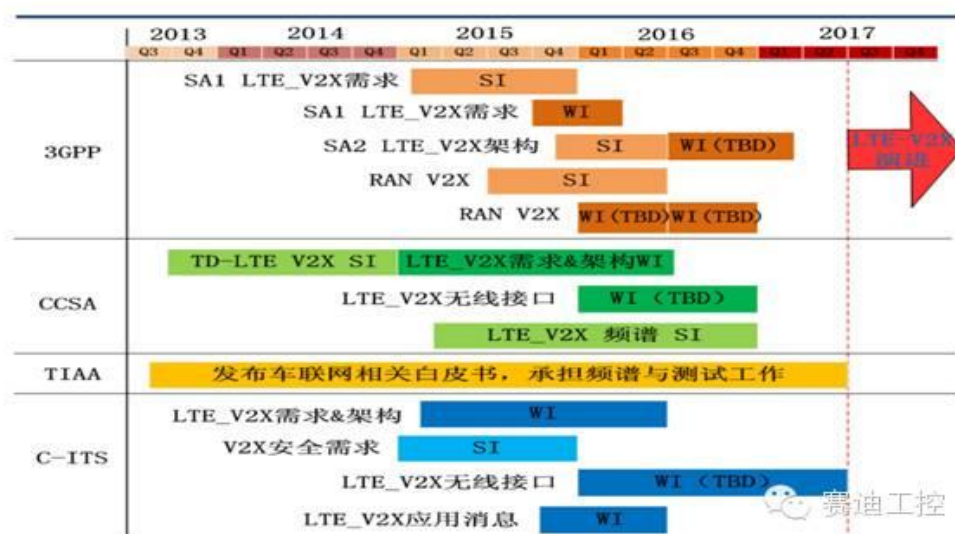 2013 2014 2015 2016 2017
Q3 Q4 Q1 Q2 Q3 Q4 Q1 Q2 Q3 Q4 Q1 Q2 Q3 Q4 Q1 Q2 Q3 Q4
3GPP
SA1 LTE_V2X需求 SI
SA1 LTE_V2X需求 WI
SA2 LTE_V2X架构 SI WI(TBD)
RAN V2X SI
RAN V2X WI(TBD) WI(TBD)
LTE-V2X
演进
CCSA
TD-LTE V2X SI LTE_V2X需求&架构WI
LTE_V2X无线接口 WI（TBD）
LTE_V2X 频谱 SI
TIAA
发布车联网相关白皮书，承担频谱与测试工作
C-ITS
LTE_V2X需求&架构 WI
V2X安全需求 SI
LTE_V2X无线接口 WI（TBD）
LTE_V2X应用消息 WI
赛迪工控